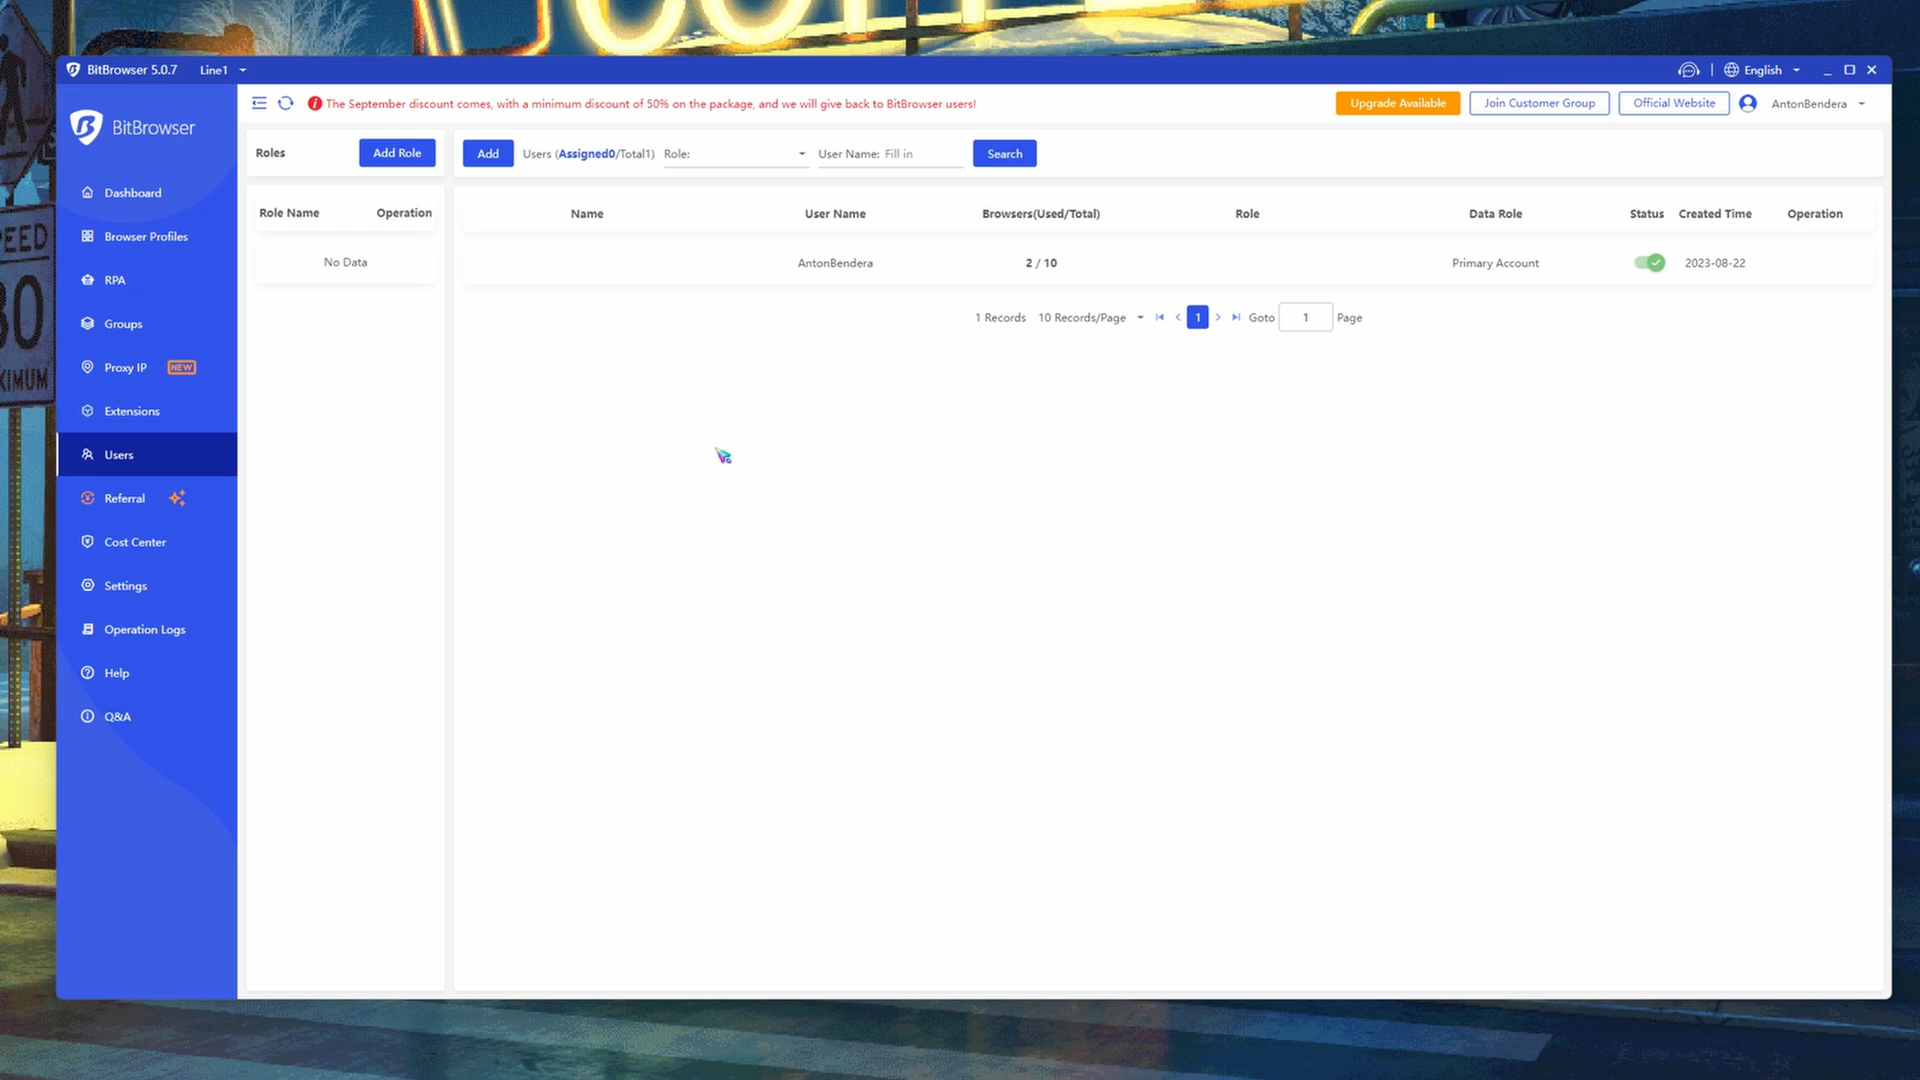 BitBrowser 5.0.7 Line1 English
BitBrowser
The September discount comes, with a minimum discount of 50% on the package, and we will give back to BitBrowser users!
Upgrade Available
Join Customer Group
Official Website
AntonBendera
Dashboard
Browser Profiles
RPA
Groups
Proxy IP NEW
Extensions
Users
Referral
Cost Center
Settings
Operation Logs
Help
Q&A
Roles Add Role
Role Name Operation
No Data
Add Users (Assigned0/Total1) Role: User Name: Fill in Search
Name User Name Browsers(Used/Total) Role Data Role Status Created Time Operation
AntonBendera 2 / 10 Primary Account 2023-08-22
1 Records 10 Records/Page 1 Goto 1 Page
PEED
80
XIMUM